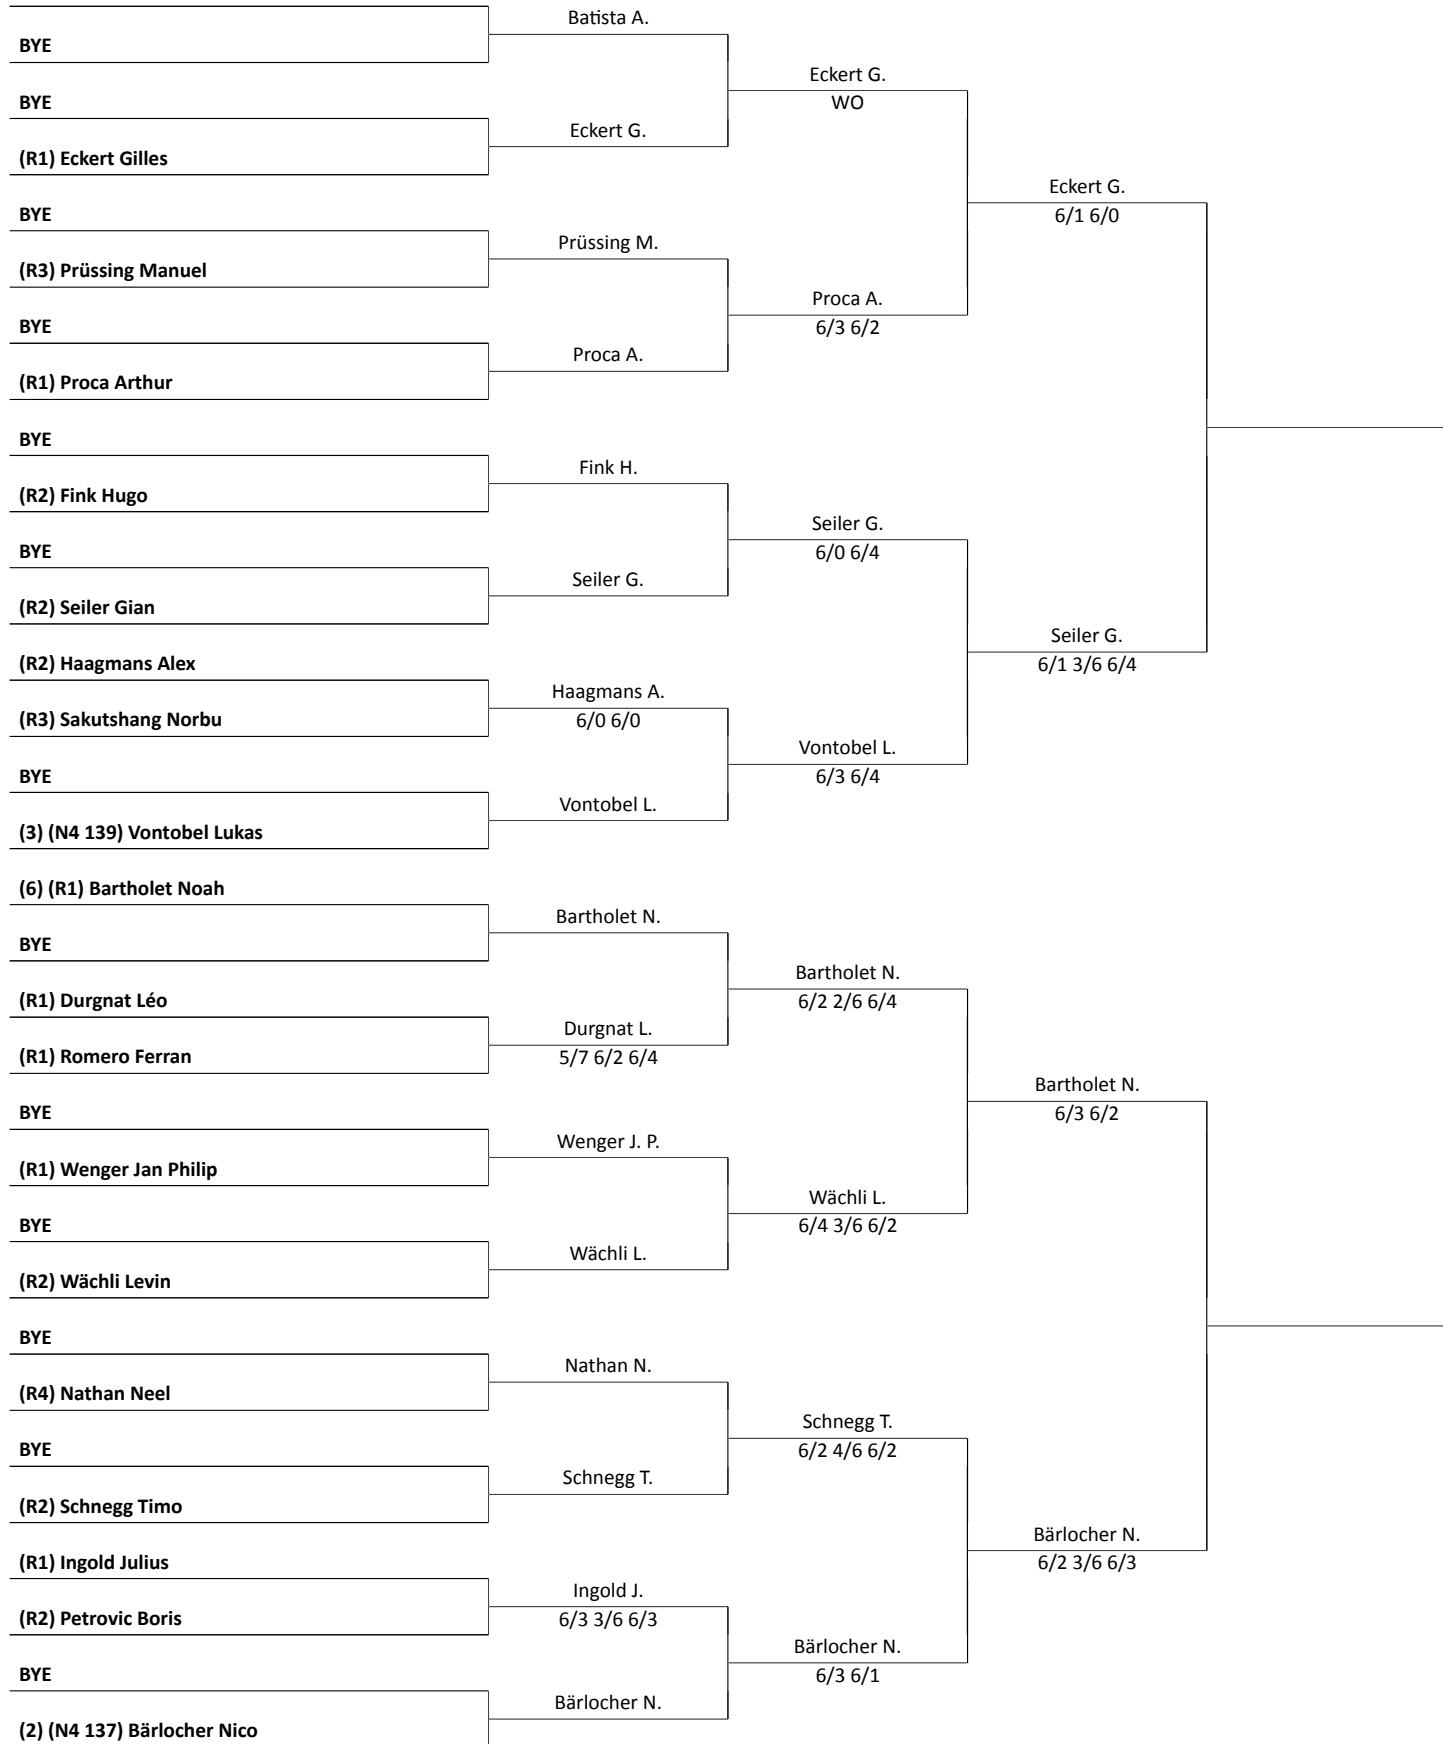 BYE
BYE
(R1) Eckert Gilles
BYE
(R3) Prüssing Manuel
BYE
(R1) Proca Arthur
BYE
(R2) Fink Hugo
BYE
(R2) Seiler Gian
(R2) Haagmans Alex
(R3) Sakutshang Norbu
BYE
(3) (N4 139) Vontobel Lukas
(6) (R1) Bartholet Noah
BYE
(R1) Durgnat Léo
(R1) Romero Ferran
BYE
(R1) Wenger Jan Philip
BYE
(R2) Wächli Levin
BYE
(R4) Nathan Neel
BYE
(R2) Schnegg Timo
(R1) Ingold Julius
(R2) Petrovic Boris
BYE
(2) (N4 137) Bärlocher Nico
Batista A.
Eckert G.
Prüssing M.
Proca A.
Fink H.
Seiler G.
Haagmans A.
6/0 6/0
Vontobel L.
Bartholet N.
Durgnat L.
5/7 6/2 6/4
Wenger J. P.
Wächli L.
Nathan N.
Schnegg T.
Ingold J.
6/3 3/6 6/3
Bärlocher N.
Eckert G.
WO
Proca A.
6/3 6/2
Seiler G.
6/0 6/4
Vontobel L.
6/3 6/4
Bartholet N.
6/2 2/6 6/4
Wächli L.
6/4 3/6 6/2
Schnegg T.
6/2 4/6 6/2
Bärlocher N.
6/3 6/1
Eckert G.
6/1 6/0
Seiler G.
6/1 3/6 6/4
Bartholet N.
6/3 6/2
Bärlocher N.
6/2 3/6 6/3